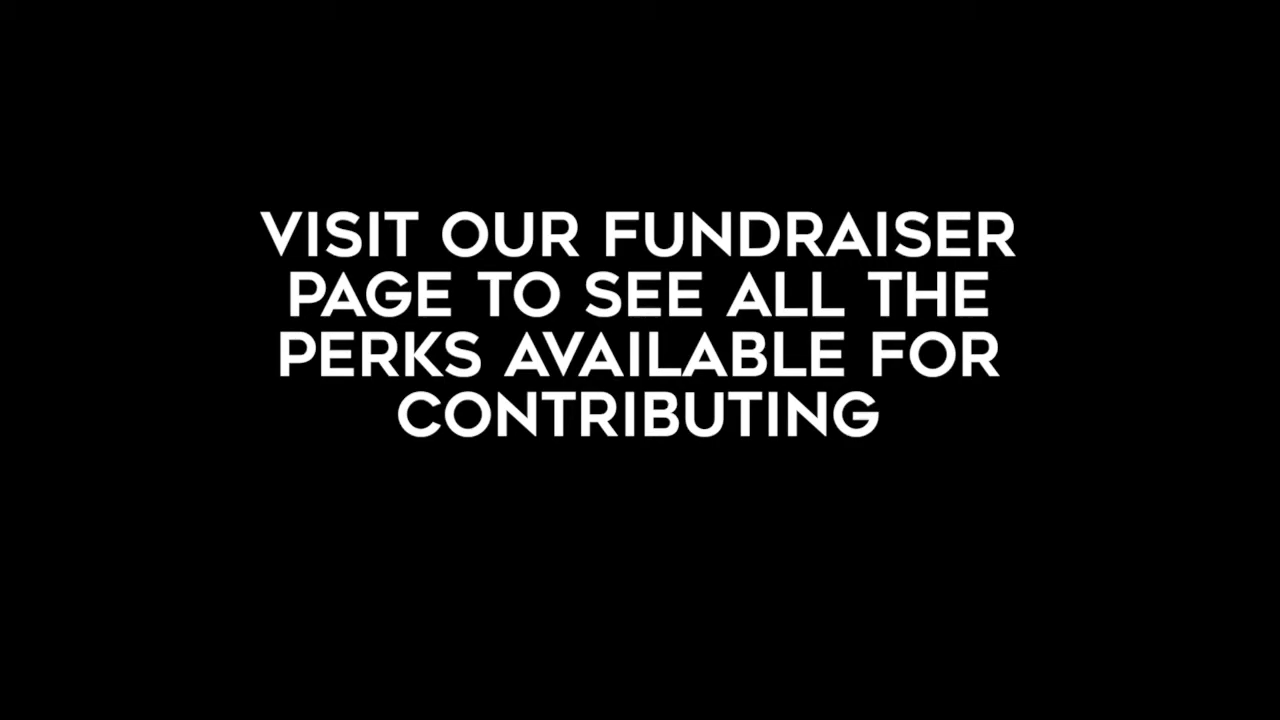 VISIT OUR FUNDRAISER
PAGE TO SEE ALL THE
PERKS AVAILABLE FOR
CONTRIBUTING